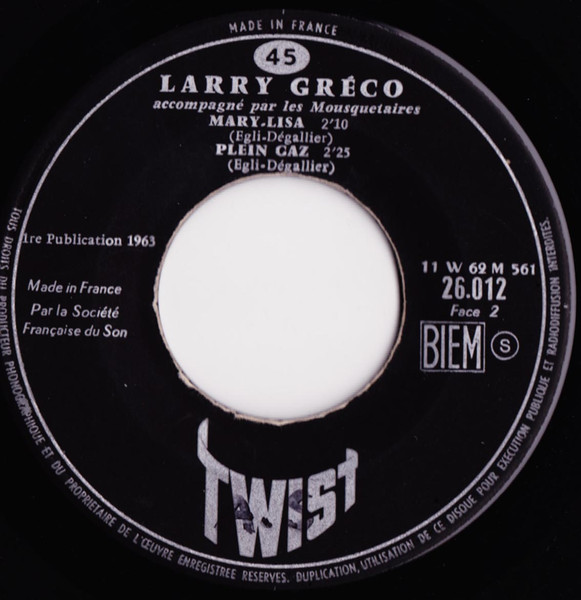 MADE IN FRANCE
45
LARRY GRÉCO
accompagné par les Mousquetaires
MARY-LISA 2'10
(Egli-Dégallier)
PLEIN GAZ 2'25
(Egli-Dégallier)
1re Publication 1963
Made in France
Par la Société
Française du Son
11 W 62 M 561
26.012
Face 2
BIEM S
TWIST
TOUS DROITS DU PRODUCTEUR PHONOGRAPHIQUE ET DU PROPRIETAIRE DE L'ŒUVRE ENREGISTREE RESERVES. DUPLICATION, UTILISATION DE CE DISQUE POUR EXECUTION PUBLIQUE ET RADIODIFFUSION INTERDITES.